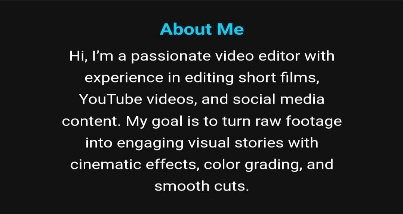 About Me
Hi, I'm a passionate video editor with
experience in editing short films,
YouTube videos, and social media
content. My goal is to turn raw footage
into engaging visual stories with
cinematic effects, color grading, and
smooth cuts.